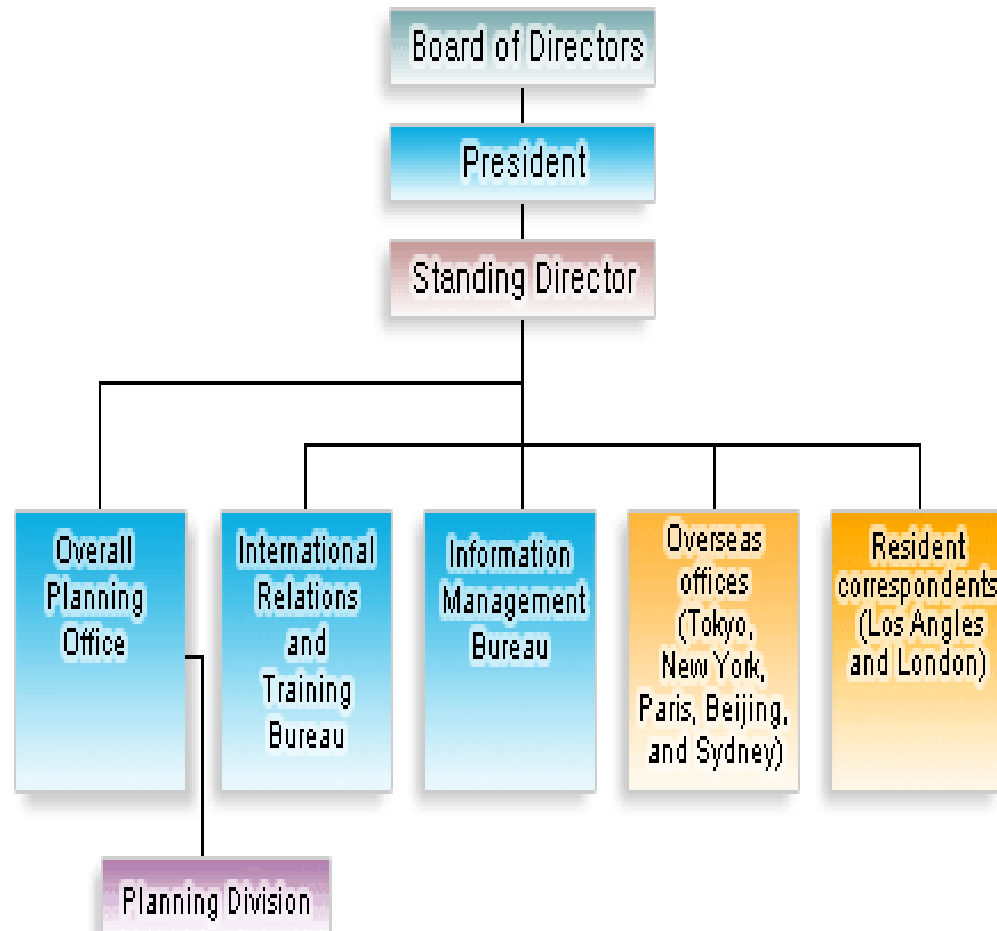 Board of Directors
President
Standing Director
Overall
Planning
Office
International
Relations
and
Training
Bureau
Information
Management
Bureau
Overseas
offices
(Tokyo,
New York,
Paris, Beijing,
and Sydney)
Resident
correspondents
(Los Angles
and London)
Planning Division